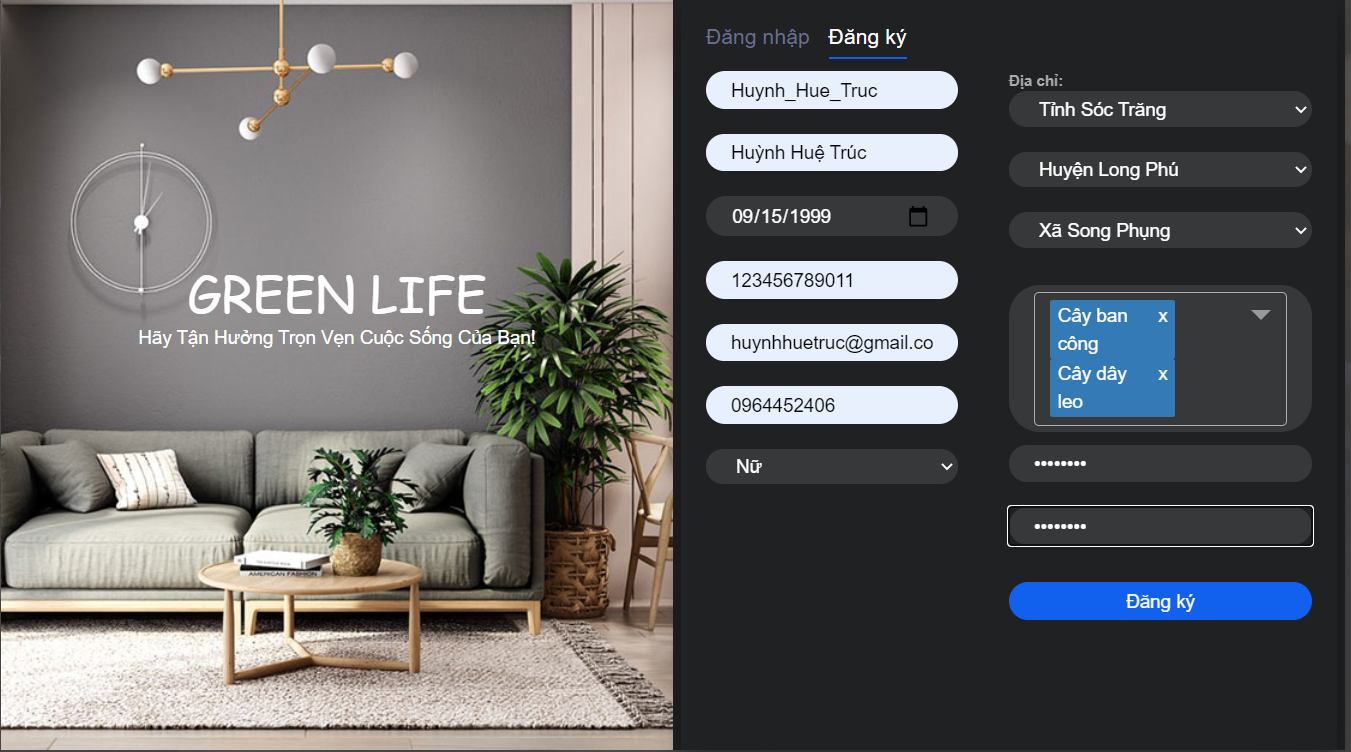 GREEN LIFE
Hãy Tận Hưởng Trọn Vẹn Cuộc Sống Của Bạn!
AMERICAN FASHION
Đăng nhập Đăng ký
Huynh_Hue_Truc
Huỳnh Huệ Trúc
09/15/1999
123456789011
huynhhuetruc@gmail.co
0964452406
Nữ
Địa chỉ:
Tỉnh Sóc Trăng
Huyện Long Phú
Xã Song Phụng
Cây ban x
công
Cây dây x
leo
••••••••
••••••••
Đăng ký